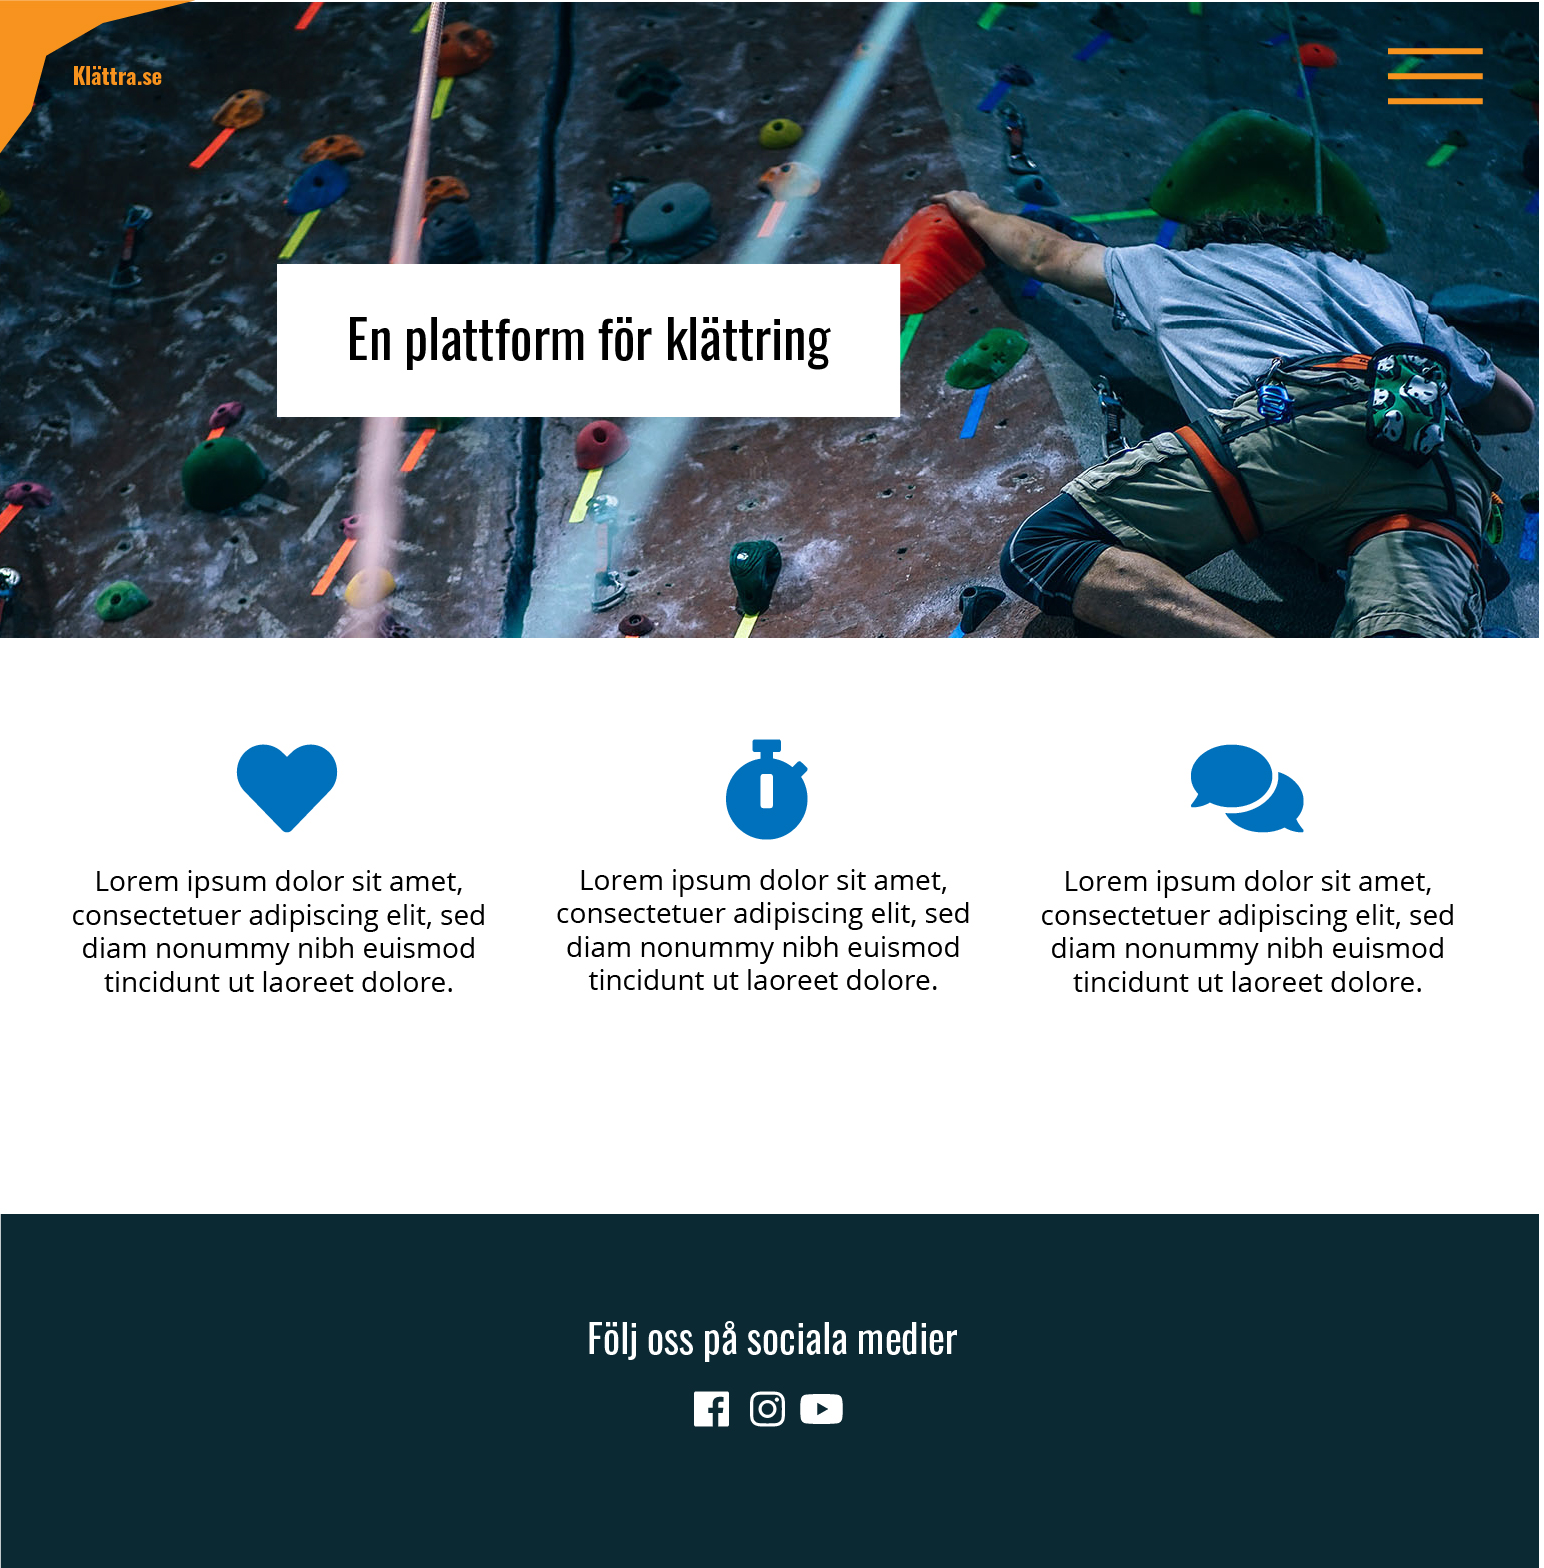 Klättra.se
En plattform för klättring
Lorem ipsum dolor sit amet,
consectetuer adipiscing elit, sed
diam nonummy nibh euismod
tincidunt ut laoreet dolore.
Lorem ipsum dolor sit amet,
consectetuer adipiscing elit, sed
diam nonummy nibh euismod
tincidunt ut laoreet dolore.
Lorem ipsum dolor sit amet,
consectetuer adipiscing elit, sed
diam nonummy nibh euismod
tincidunt ut laoreet dolore.
Följ oss på sociala medier